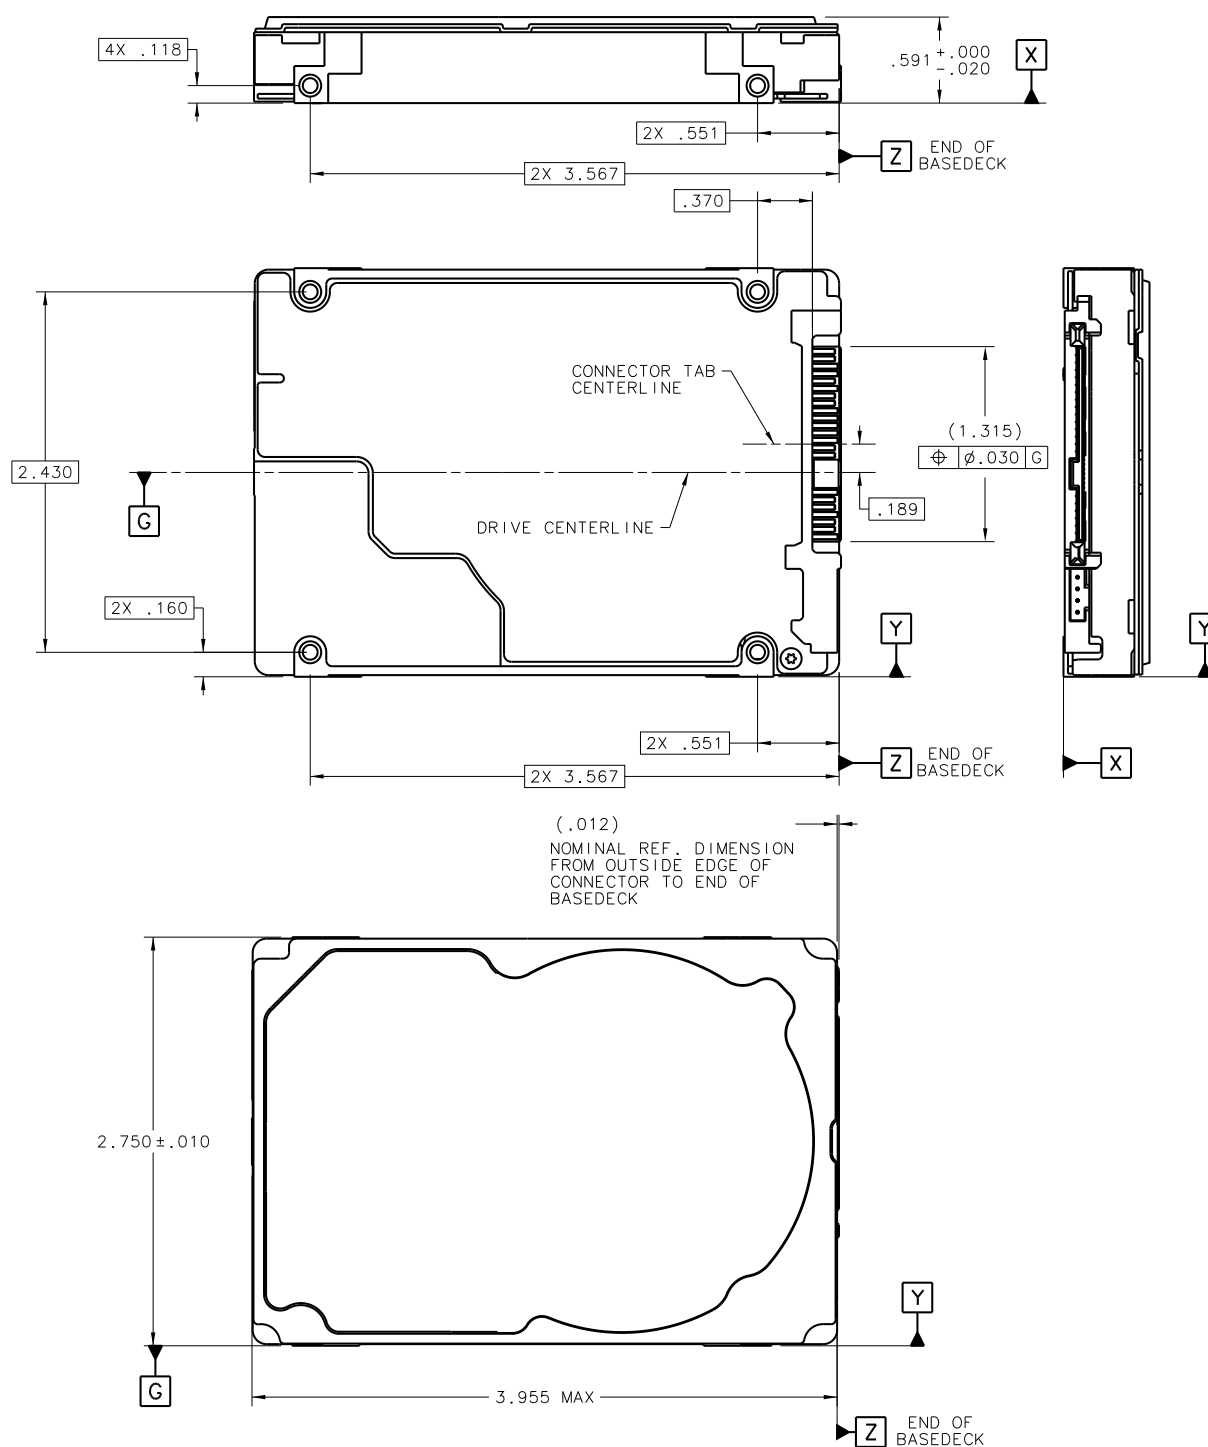 4X .118
.591 +.000
-.020
X
2X .551
Z
END OF
BASEDECK
2X 3.567
.370
CONNECTOR TAB
CENTERLINE
(1.315)
⌖ ø.030 G
2.430
G
.189
DRIVE CENTERLINE
2X .160
Y
Y
2X .551
Z
END OF
BASEDECK
X
2X 3.567
(.012)
NOMINAL REF. DIMENSION
FROM OUTSIDE EDGE OF
CONNECTOR TO END OF
BASEDECK
2.750±.010
Y
G
3.955 MAX
Z
END OF
BASEDECK